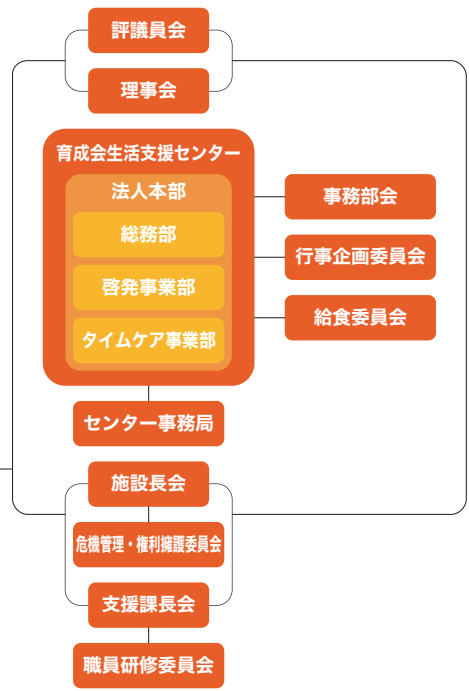 評議員会
理事会
育成会生活支援センター
法人本部
総務部
啓発事業部
タイムケア事業部
事務部会
行事企画委員会
給食委員会
センター事務局
施設長会
危機管理・権利擁護委員会
支援課長会
職員研修委員会